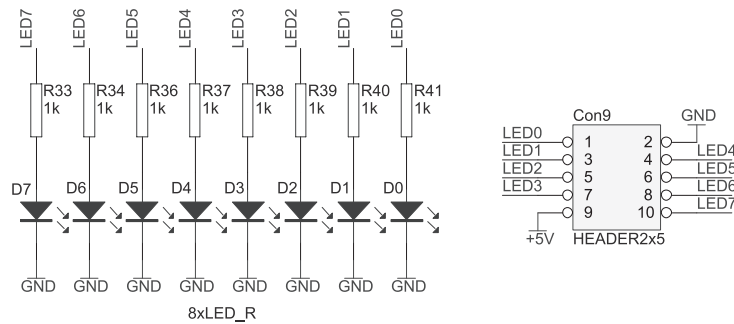 LED7 LED6 LED5 LED4 LED3 LED2 LED1 LED0
R33 R34 R36 R37 R38 R39 R40 R41
1k 1k 1k 1k 1k 1k 1k 1k
D7 D6 D5 D4 D3 D2 D1 D0
GND GND GND GND GND GND GND GND
8xLED_R
Con9 GND
LED0 1 2
LED1 3 4 LED4
LED2 5 6 LED5
LED3 7 8 LED6
9 10 LED7
+5V HEADER2x5